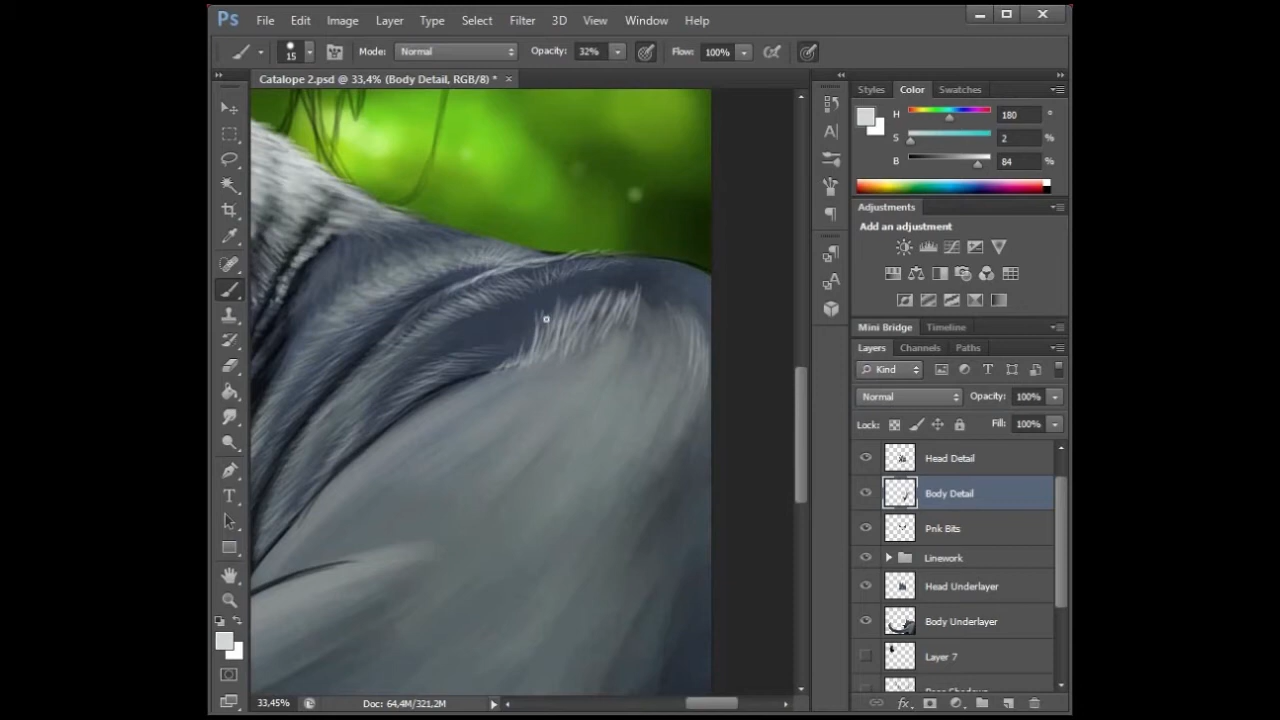 Ps File Edit Image Layer Type Select Filter 3D View Window Help
15 Mode: Normal Opacity: 32% Flow: 100%
Catalope 2.psd @ 33,4% (Body Detail, RGB/8) *
Styles Color Swatches
H 180 °
S 2 %
B 84 %
Adjustments
Add an adjustment
Mini Bridge Timeline
Layers Channels Paths
Kind
Normal Opacity: 100%
Lock: Fill: 100%
Head Detail
Body Detail
Pnk Bits
Linework
Head Underlayer
Body Underlayer
Layer 7
33,45% Doc: 64,4M/321,2M